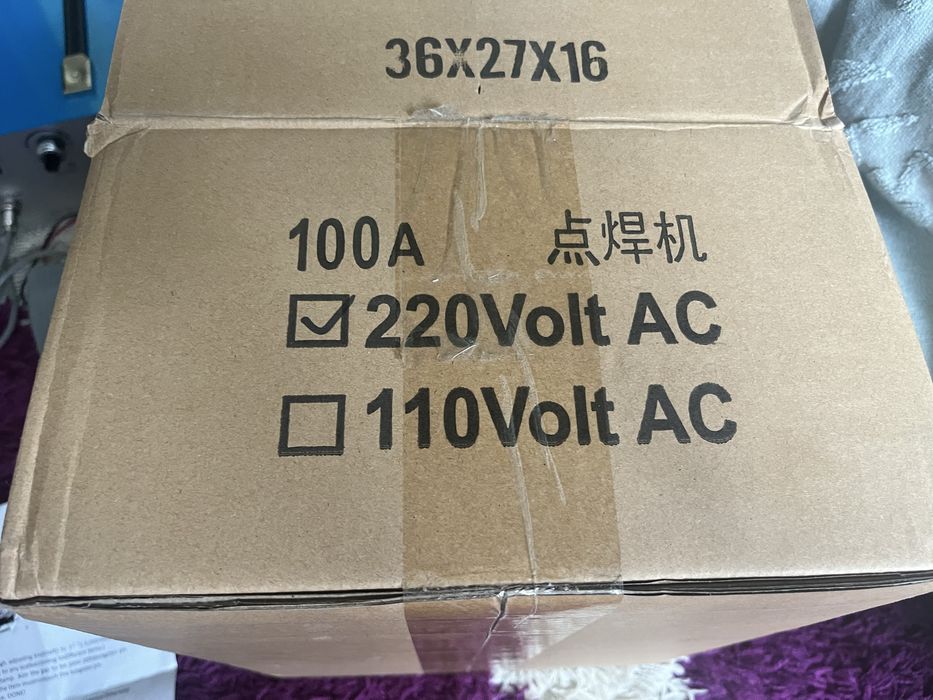 36X27X16
100A 点焊机
☑220Volt AC
☐110Volt AC